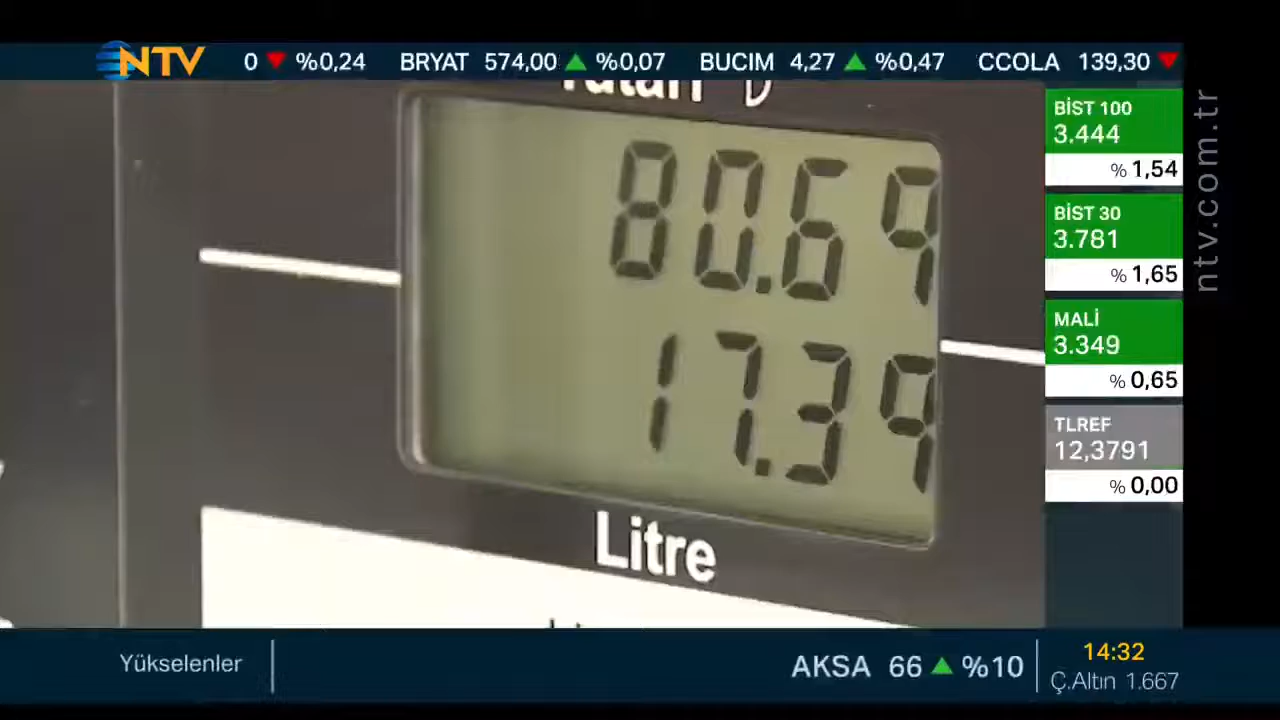 NTV
0 ▼ %0,24 BRYAT 574,00 ▲ %0,07 BUCIM 4,27 ▲ %0,47 CCOLA 139,30 ▼
Tutarı
80.69
17.39
Litre
BİST 100
3.444
% 1,54
BİST 30
3.781
% 1,65
MALİ
3.349
% 0,65
TLREF
12,3791
% 0,00
ntv.com.tr
Yükselenler
AKSA 66 ▲ %10
14:32
Ç.Altın 1.667